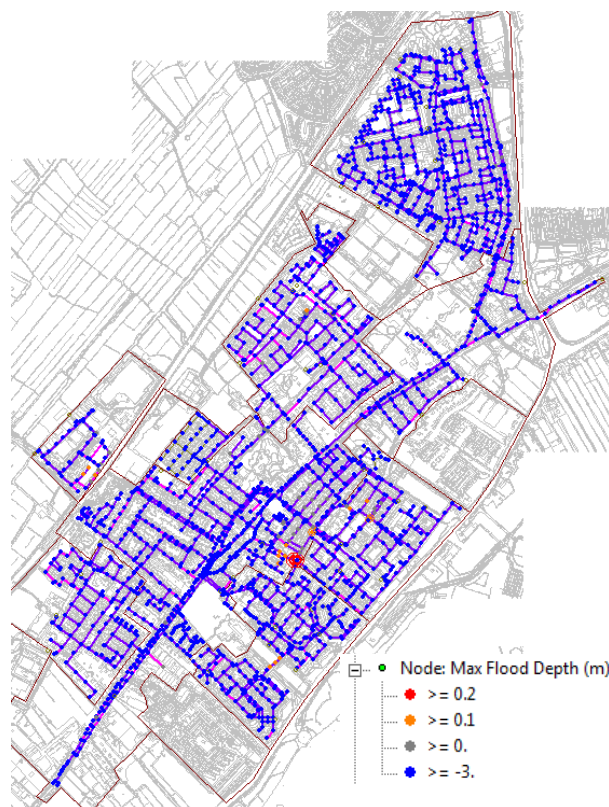 Node: Max Flood Depth (m)
>= 0.2
>= 0.1
>= 0.
>= -3.